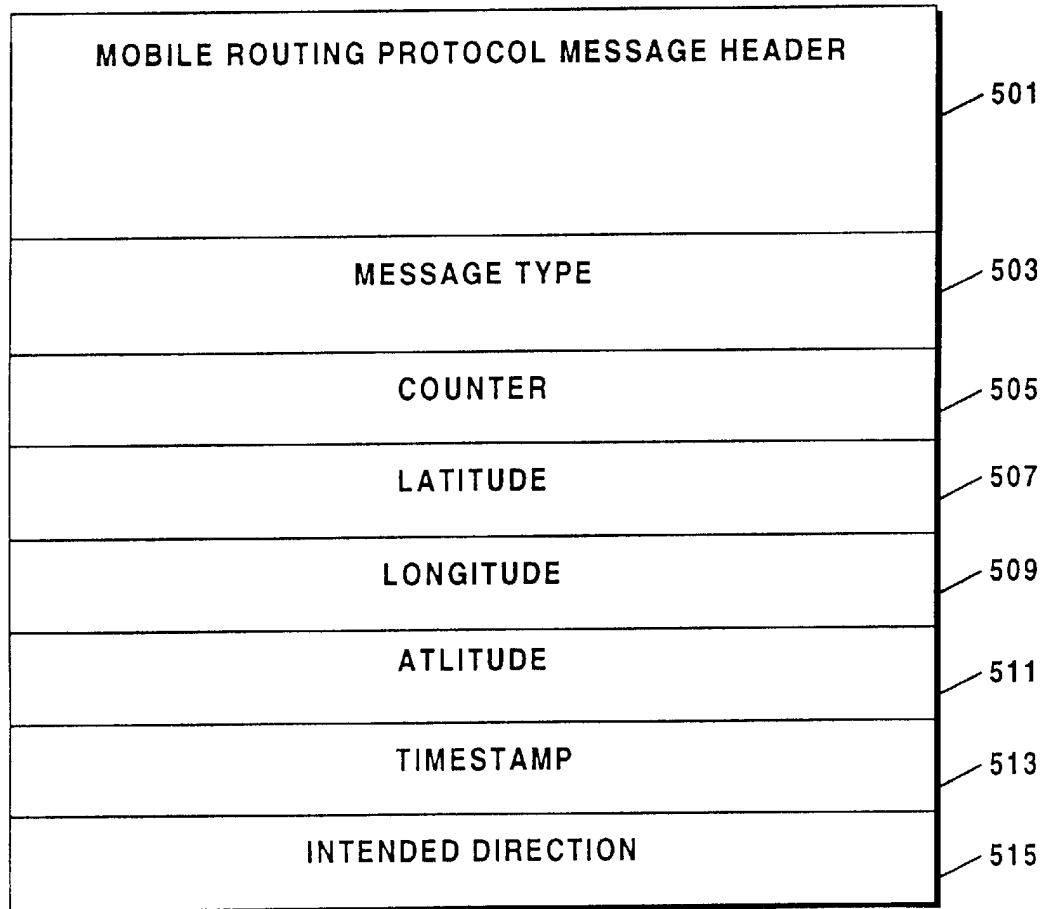 MOBILE ROUTING PROTOCOL MESSAGE HEADER
501
MESSAGE TYPE
503
COUNTER
505
LATITUDE
507
LONGITUDE
509
ATLITUDE
511
TIMESTAMP
513
INTENDED DIRECTION
515